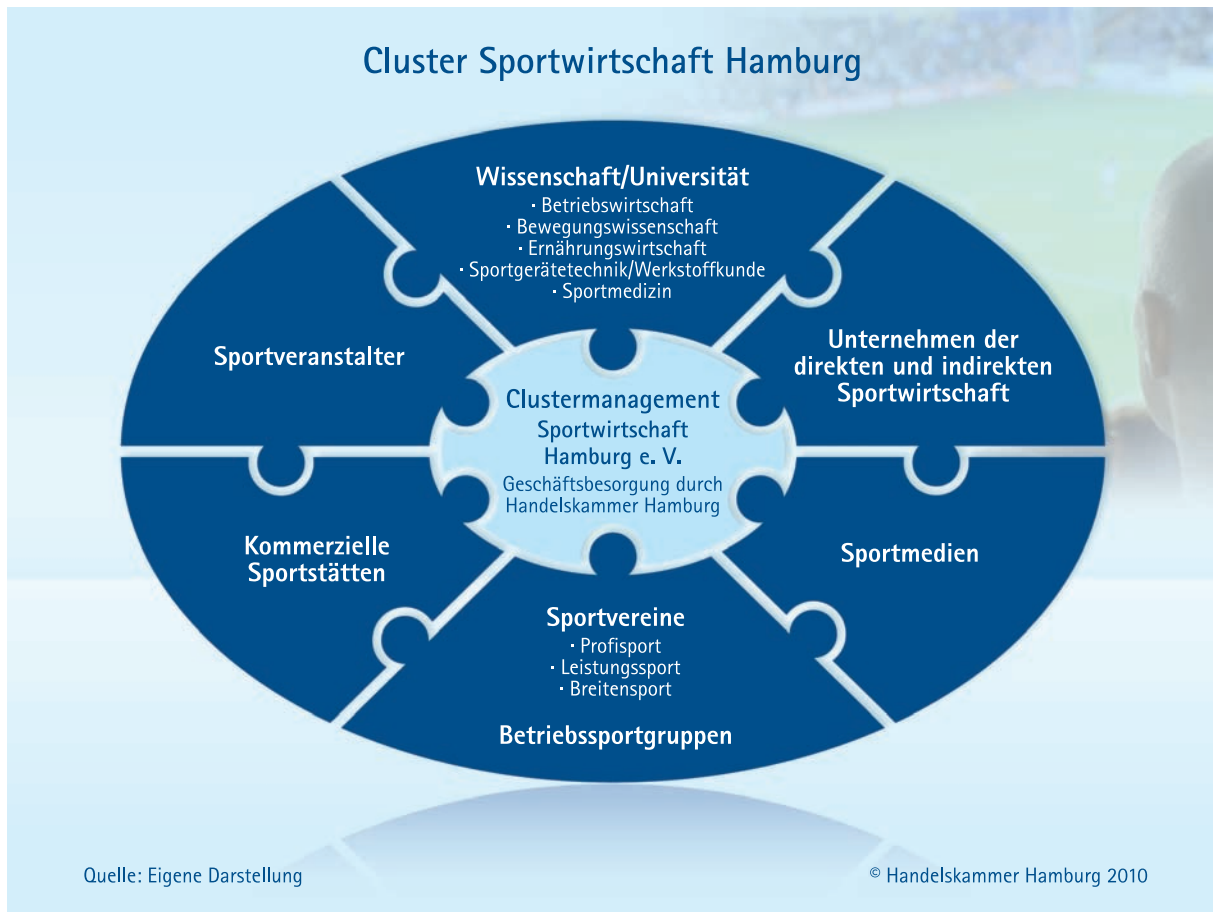 Cluster Sportwirtschaft Hamburg
Wissenschaft/Universität
· Betriebswirtschaft
· Bewegungswissenschaft
· Ernährungswirtschaft
· Sportgerätetechnik/Werkstoffkunde
· Sportmedizin
Sportveranstalter
Unternehmen der
direkten und indirekten
Sportwirtschaft
Clustermanagement
Sportwirtschaft
Hamburg e. V.
Geschäftsbesorgung durch
Handelskammer Hamburg
Kommerzielle
Sportstätten
Sportmedien
Sportvereine
· Profisport
· Leistungssport
· Breitensport
Betriebssportgruppen
Quelle: Eigene Darstellung
© Handelskammer Hamburg 2010